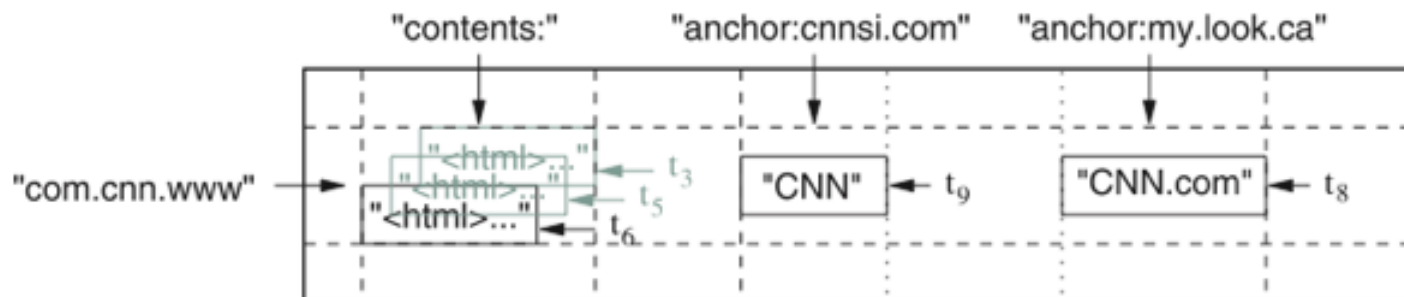 "contents:" "anchor:cnnsi.com" "anchor:my.look.ca"
"<html>..." t3
"com.cnn.www" "<html>..." t5 "CNN" t9 "CNN.com" t8
"<html>..." t6